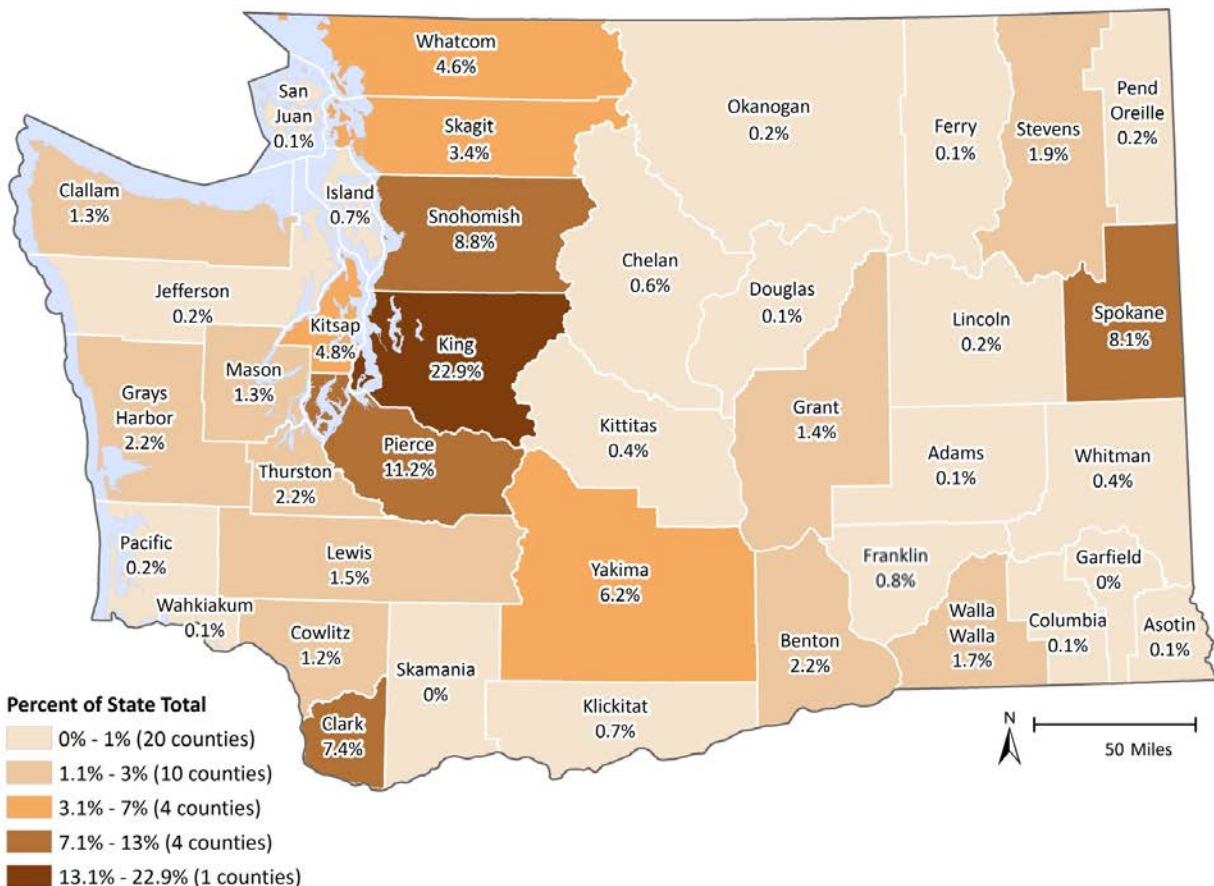 Whatcom
4.6%
San
Juan
0.1%
Skagit
3.4%
Okanogan
0.2%
Ferry
0.1%
Stevens
1.9%
Pend
Oreille
0.2%
Clallam
1.3%
Island
0.7%
Snohomish
8.8%
Chelan
0.6%
Douglas
0.1%
Jefferson
0.2%
Kitsap
4.8%
King
22.9%
Lincoln
0.2%
Spokane
8.1%
Mason
1.3%
Grays
Harbor
2.2%
Grant
1.4%
Kittitas
0.4%
Pierce
11.2%
Thurston
2.2%
Adams
0.1%
Whitman
0.4%
Pacific
0.2%
Lewis
1.5%
Yakima
6.2%
Franklin
0.8%
Garfield
0%
Wahkiakum
0.1%
Cowlitz
1.2%
Skamania
0%
Benton
2.2%
Walla
Walla
1.7%
Columbia
0.1%
Asotin
0.1%
Clark
7.4%
Klickitat
0.7%
Percent of State Total
0% - 1% (20 counties)
1.1% - 3% (10 counties)
3.1% - 7% (4 counties)
7.1% - 13% (4 counties)
13.1% - 22.9% (1 counties)
N
50 Miles